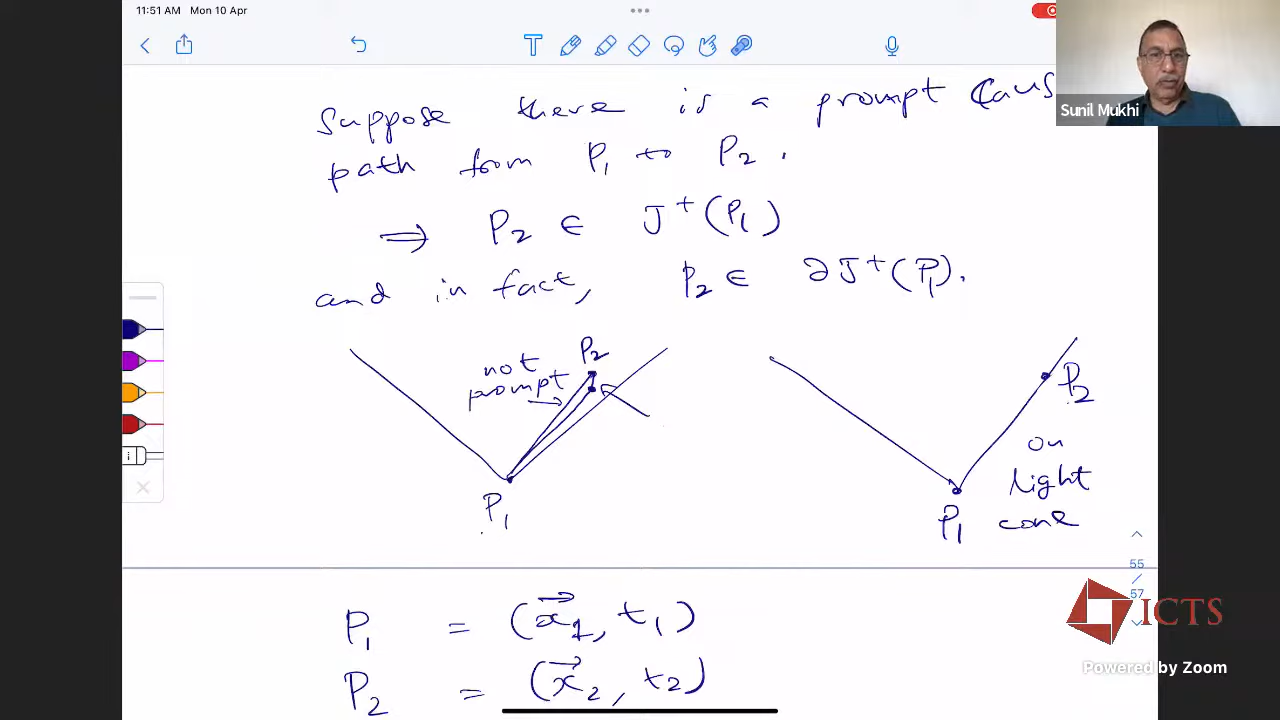 11:51 AM Mon 10 Apr
Sunil Mukhi
Suppose there is a prompt Caus
path from P₁ to P₂.
⇒ P₂ ∈ J⁺(P₁)
and in fact, P₂ ∈ ∂J⁺(P₁).
not
prompt
P₂
P₁
P₂
on
light
cone
P₁
55
/
57
P₁ = (x⃗₁, t₁)
P₂ = (x⃗₂, t₂)
ICTS
Powered by Zoom